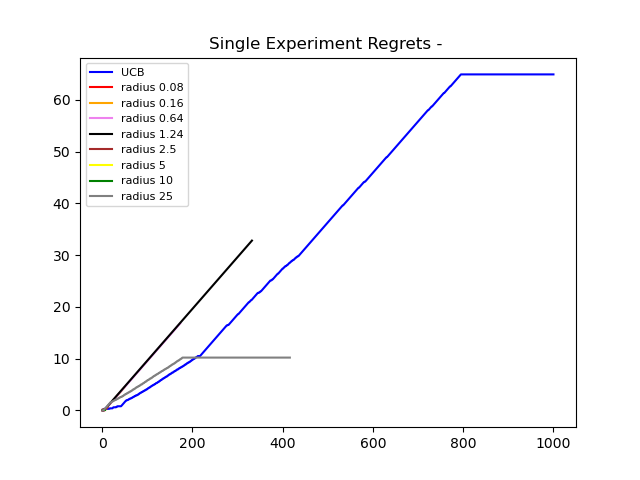 Single Experiment Regrets -
UCB
radius 0.08
radius 0.16
radius 0.64
radius 1.24
radius 2.5
radius 5
radius 10
radius 25
60
50
40
30
20
10
0
0 200 400 600 800 1000